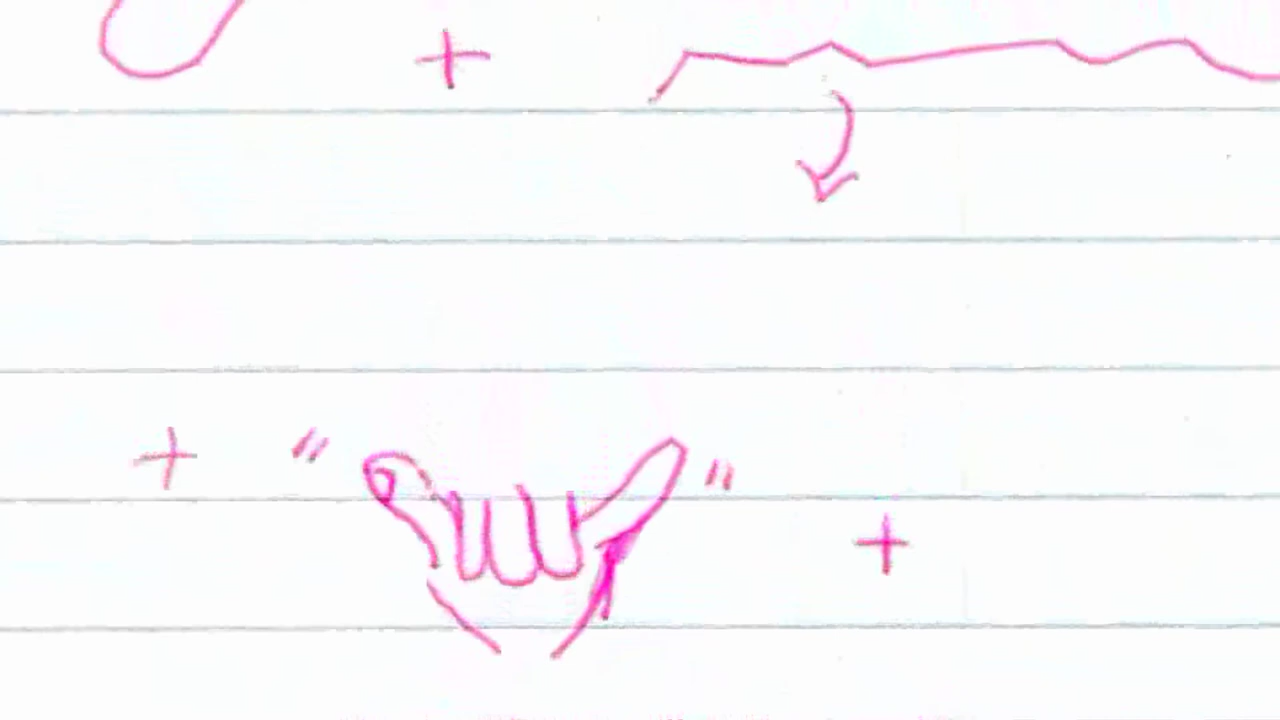 +
+ " " +